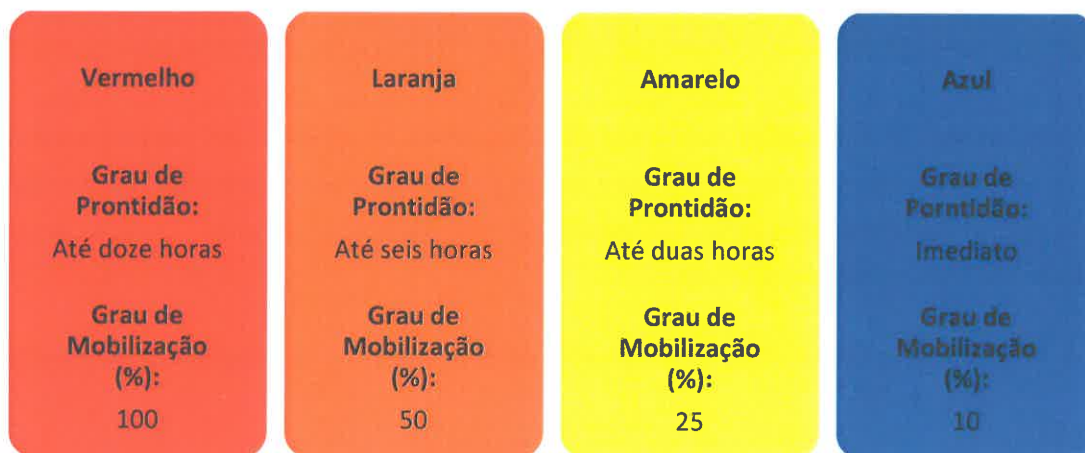 Vermelho
Grau de
Prontidão:
Até doze horas
Grau de
Mobilização
(%):
100
Laranja
Grau de
Prontidão:
Até seis horas
Grau de
Mobilização
(%):
50
Amarelo
Grau de
Prontidão:
Até duas horas
Grau de
Mobilização
(%):
25
Azul
Grau de
Porntidão:
Imediato
Grau de
Mobilização
(%):
10